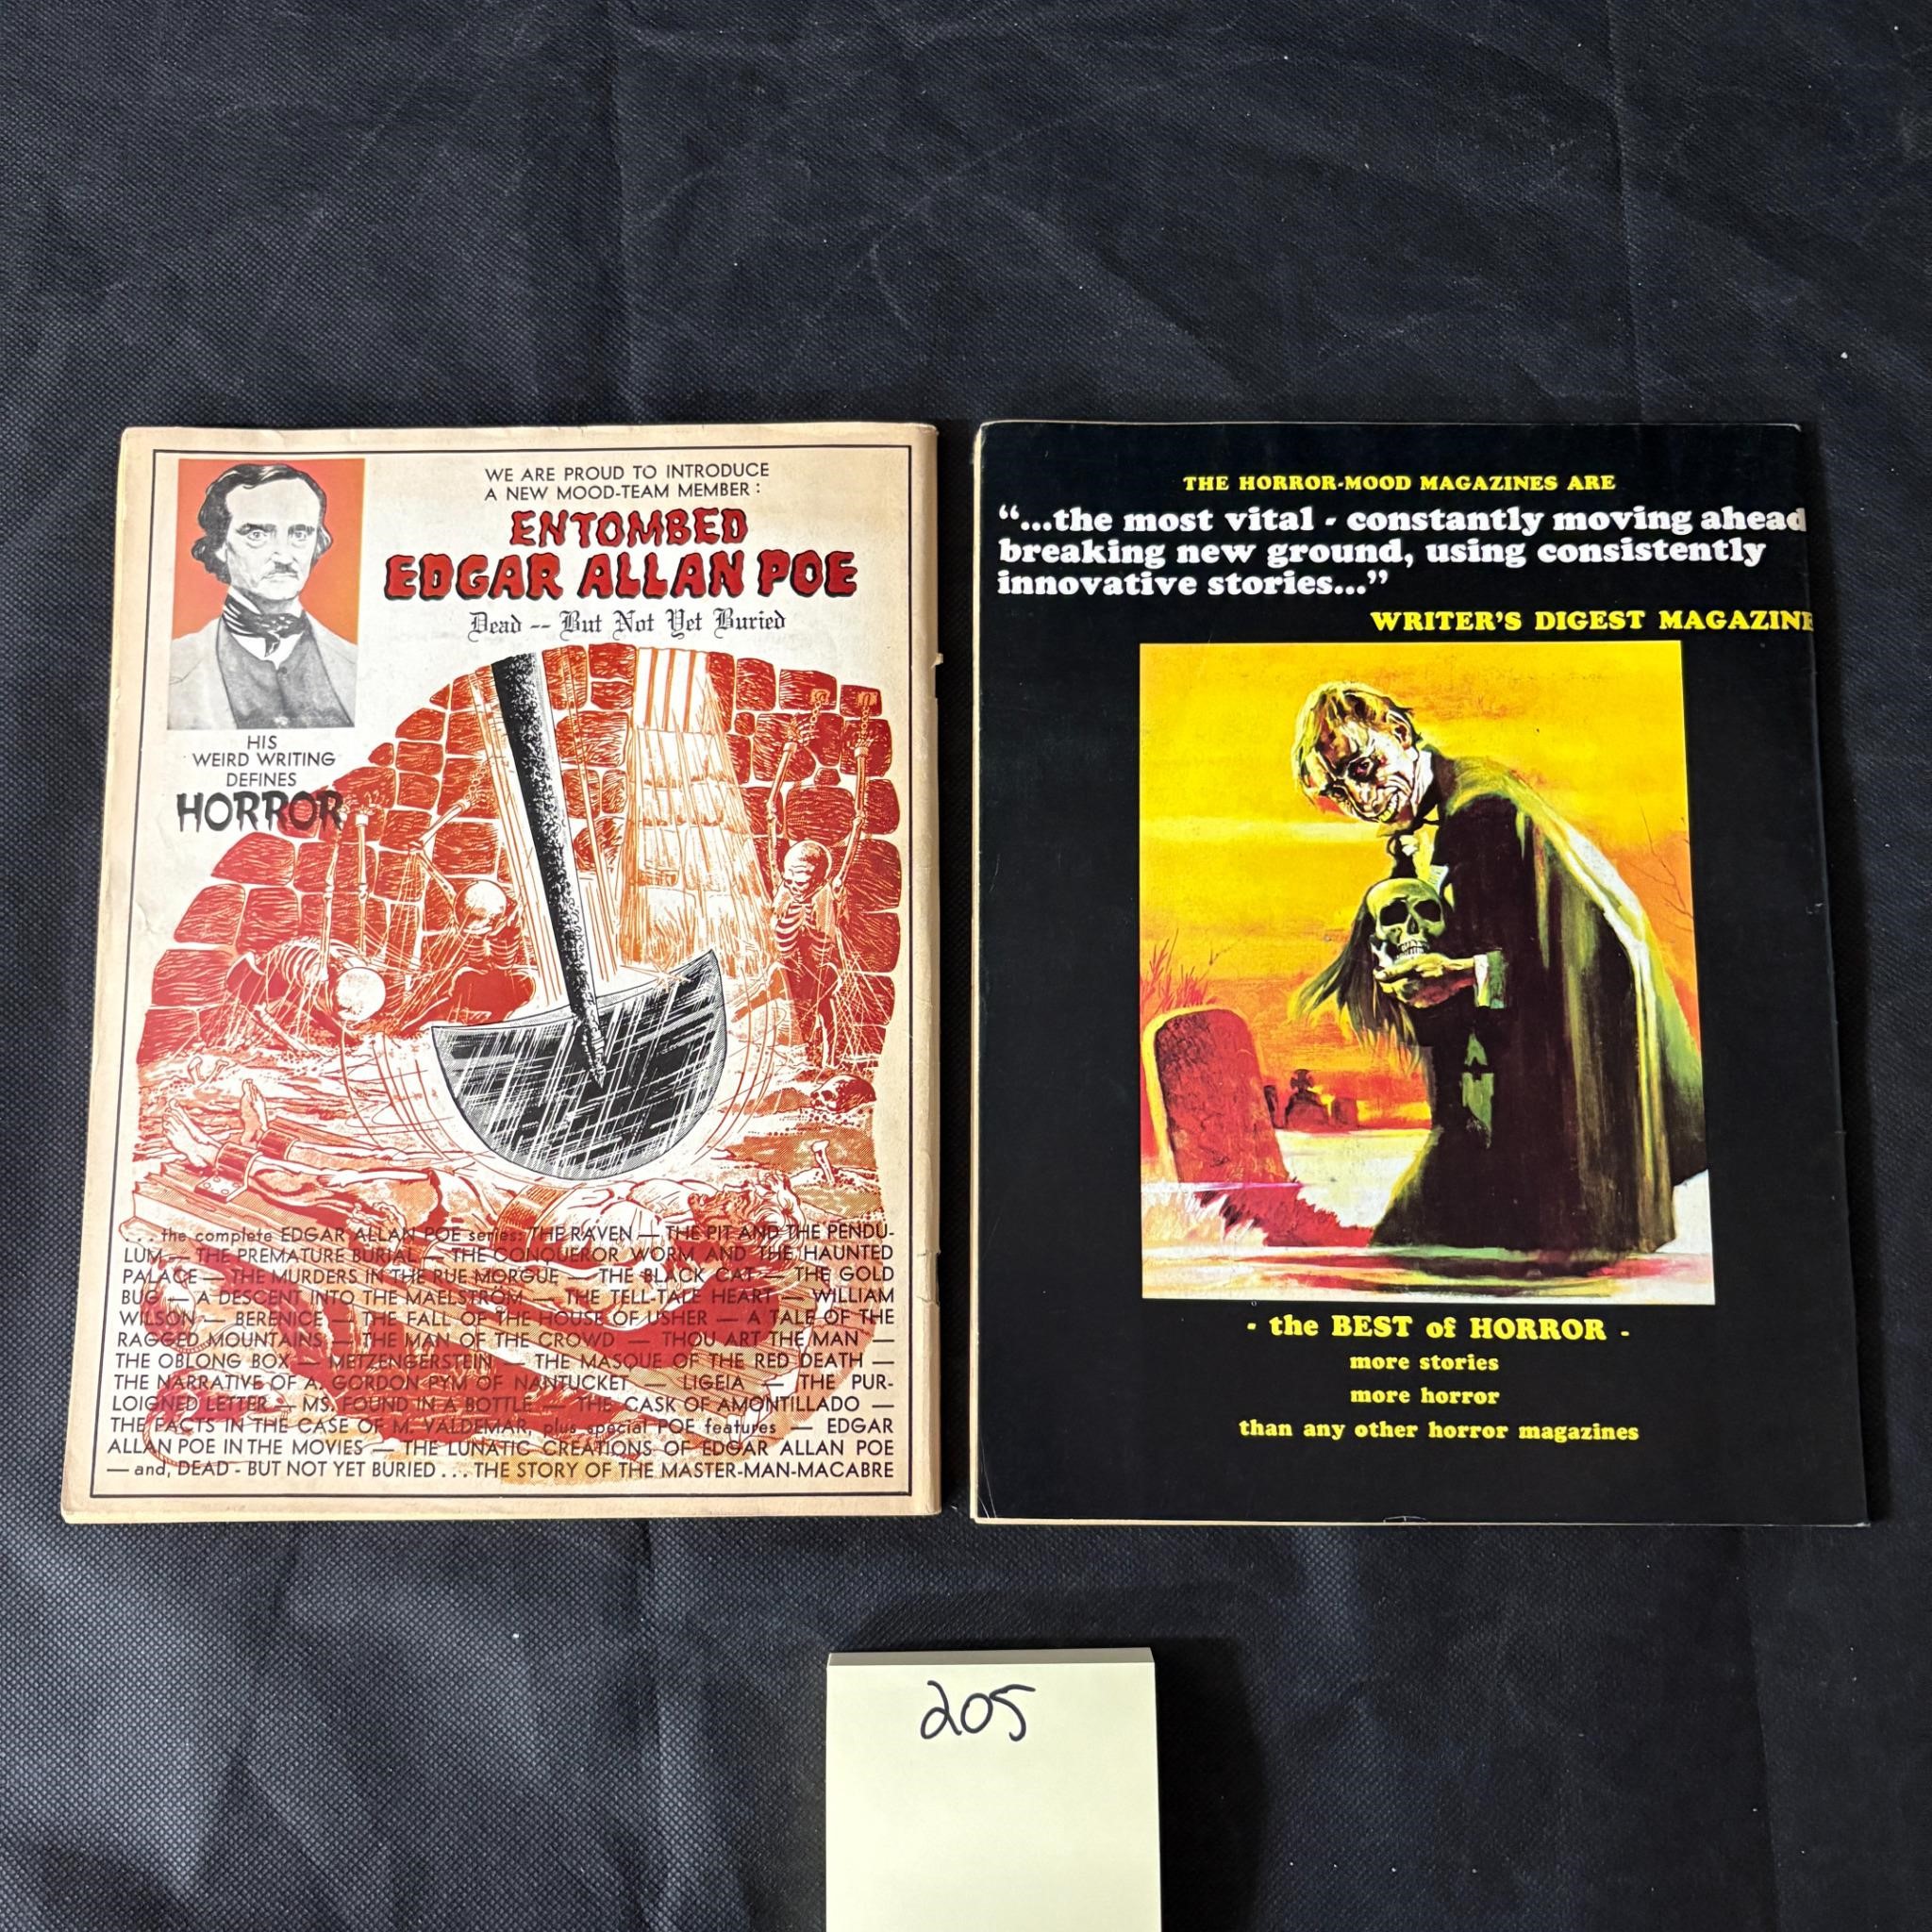 WE ARE PROUD TO INTRODUCE
A NEW MOOD-TEAM MEMBER:
ENTOMBED
EDGAR ALLAN POE
Dead -- But Not Yet Buried
HIS
WEIRD WRITING
DEFINES
HORROR
... the complete EDGAR ALLAN POE series: THE RAVEN — THE PIT AND THE PENDU-
LUM — THE PREMATURE BURIAL — THE CONQUEROR WORM AND THE HAUNTED
PALACE — THE MURDERS IN THE RUE MORGUE — THE BLACK CAT — THE GOLD
BUG — A DESCENT INTO THE MAELSTROM — THE TELL-TALE HEART — WILLIAM
WILSON — BERENICE — THE FALL OF THE HOUSE OF USHER — A TALE OF THE
RAGGED MOUNTAINS — THE MAN OF THE CROWD — THOU ART THE MAN —
THE OBLONG BOX — METZENGERSTEIN — THE MASQUE OF THE RED DEATH —
THE NARRATIVE OF A. GORDON PYM OF NANTUCKET — LIGEIA — THE PUR-
LOIGNED LETTER — MS. FOUND IN A BOTTLE — THE CASK OF AMONTILLADO —
THE FACTS IN THE CASE OF M. VALDEMAR, plus special POE features — EDGAR
ALLAN POE IN THE MOVIES — THE LUNATIC CREATIONS OF EDGAR ALLAN POE
— and, DEAD - BUT NOT YET BURIED ... THE STORY OF THE MASTER-MAN-MACABRE
THE HORROR-MOOD MAGAZINES ARE
“...the most vital - constantly moving ahead
breaking new ground, using consistently
innovative stories...”
WRITER'S DIGEST MAGAZINE
- the BEST of HORROR -
more stories
more horror
than any other horror magazines
205